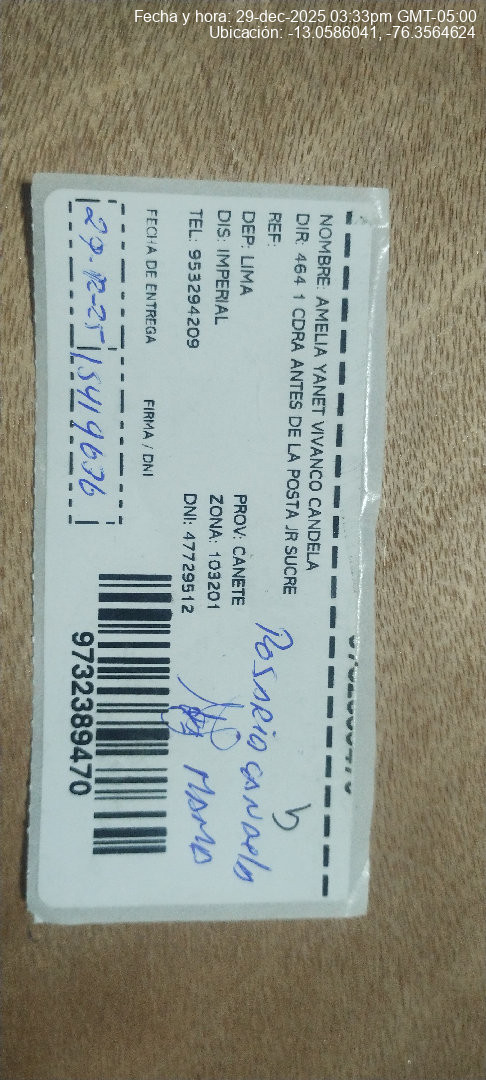 Fecha y hora: 29-dec-2025 03:33pm GMT-05:00
Ubicación: -13.0586041, -76.3564624
NOMBRE: AMELIA YANET VIVANCO CANDELA
DIR: 464 1 CDRA ANTES DE LA POSTA JR SUCRE
REF:
DEP: LIMA PROV: CANETE
DIS: IMPERIAL ZONA: 103201
TEL: 953294209 DNI: 47729512
FECHA DE ENTREGA FIRMA / DNI
29-12-25 15419636
Rosario Candela
MAMA
9732389470